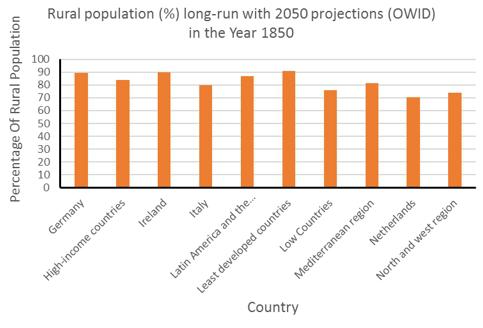 Rural population (%) long-run with 2050 projections (OWID)
in the Year 1850
Percentage Of Rural Population
100
90
80
70
60
50
40
30
20
10
0
Germany
High-income countries
Ireland
Italy
Latin America and the...
Least developed countries
Low Countries
Mediterranean region
Netherlands
North and west region
Country